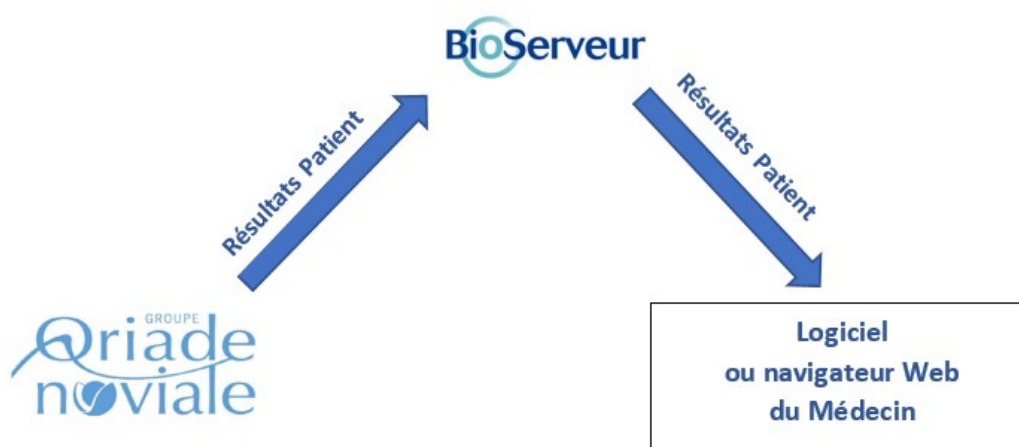 BioServeur
Résultats Patient
Résultats Patient
GROUPE
Oriade
noviale
Logiciel
ou navigateur Web
du Médecin